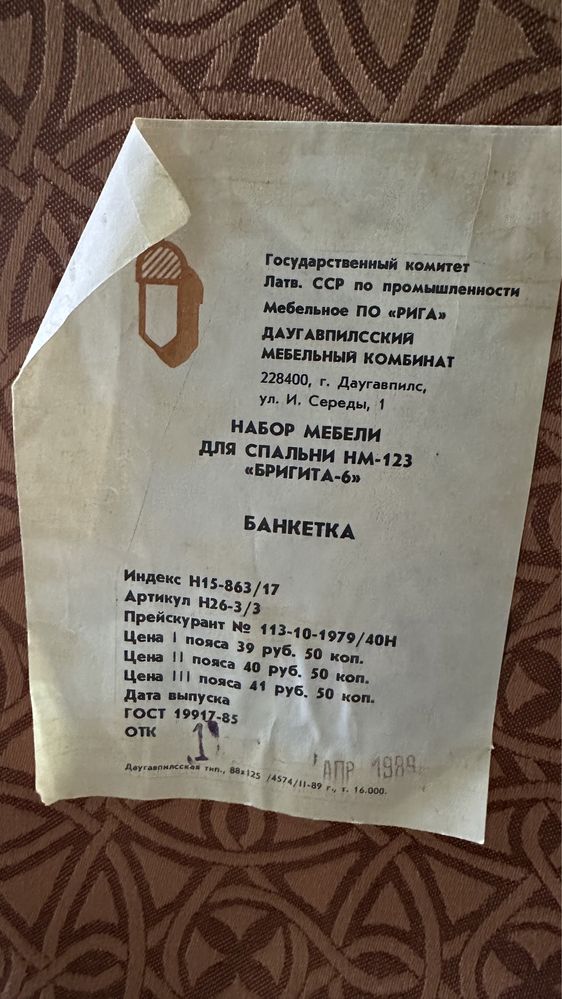 Государственный комитет
Латв. ССР по промышленности
Мебельное ПО «РИГА»
ДАУГАВПИЛССКИЙ
МЕБЕЛЬНЫЙ КОМБИНАТ
228400, г. Даугавпилс,
ул. И. Середы, 1
НАБОР МЕБЕЛИ
ДЛЯ СПАЛЬНИ НМ-123
«БРИГИТА-6»
БАНКЕТКА
Индекс Н15-863/17
Артикул Н26-3/3
Прейскурант № 113-10-1979/40Н
Цена I пояса 39 руб. 50 коп.
Цена II пояса 40 руб. 50 коп.
Цена III пояса 41 руб. 50 коп.
Дата выпуска
ГОСТ 19917-85
ОТК 1 АПР 1989
Даугавпилсская тип., 88х125 /4574/II-89 г., т. 16.000.